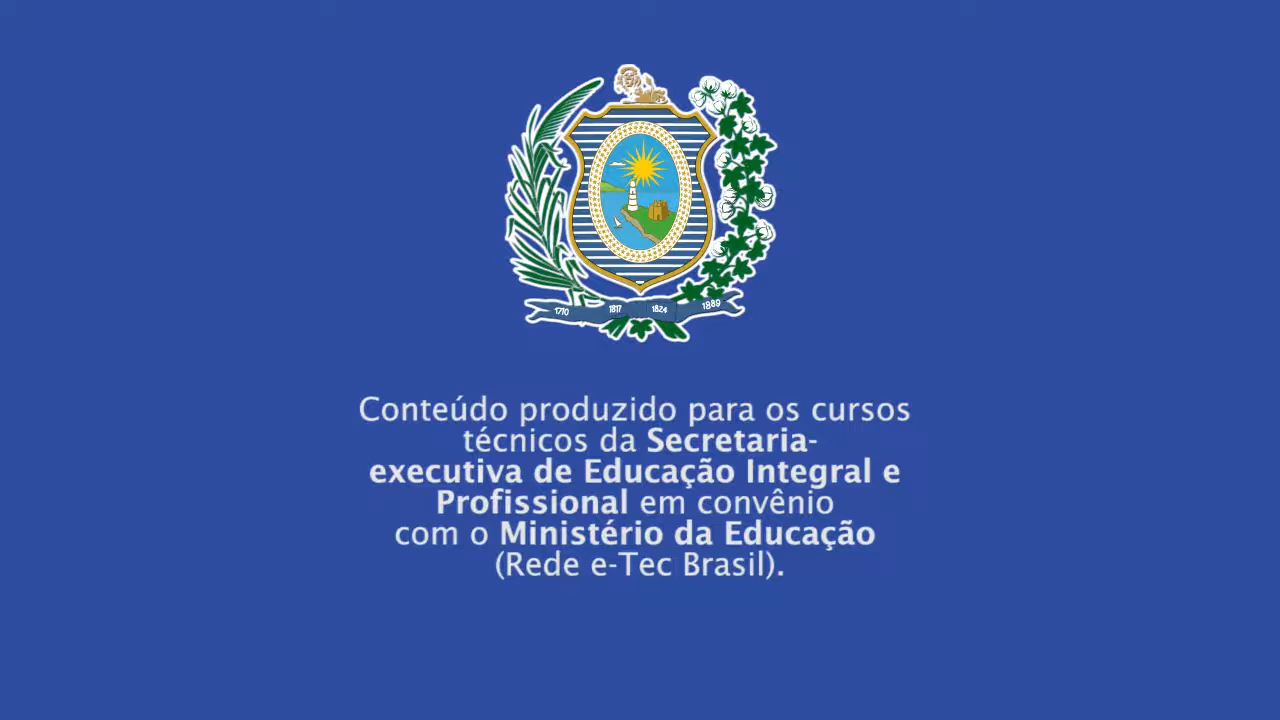 1710 1817 1824 1889
Conteúdo produzido para os cursos
técnicos da Secretaria-
executiva de Educação Integral e
Profissional em convênio
com o Ministério da Educação
(Rede e-Tec Brasil).